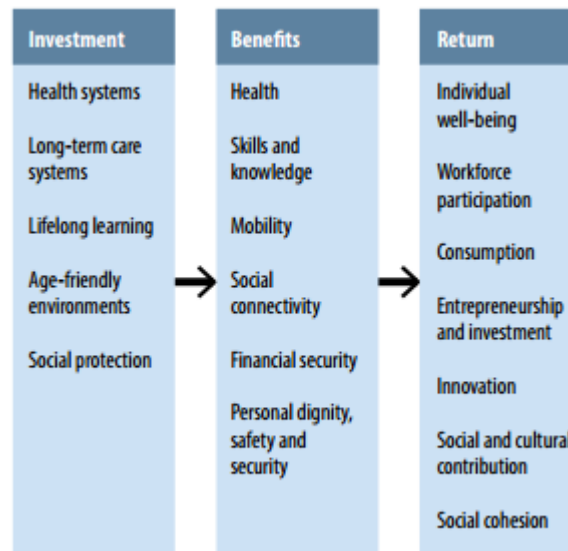 Investment
Health systems
Long-term care
systems
Lifelong learning
Age-friendly
environments
Social protection
Benefits
Health
Skills and
knowledge
Mobility
Social
connectivity
Financial security
Personal dignity,
safety and
security
Return
Individual
well-being
Workforce
participation
Consumption
Entrepreneurship
and investment
Innovation
Social and cultural
contribution
Social cohesion